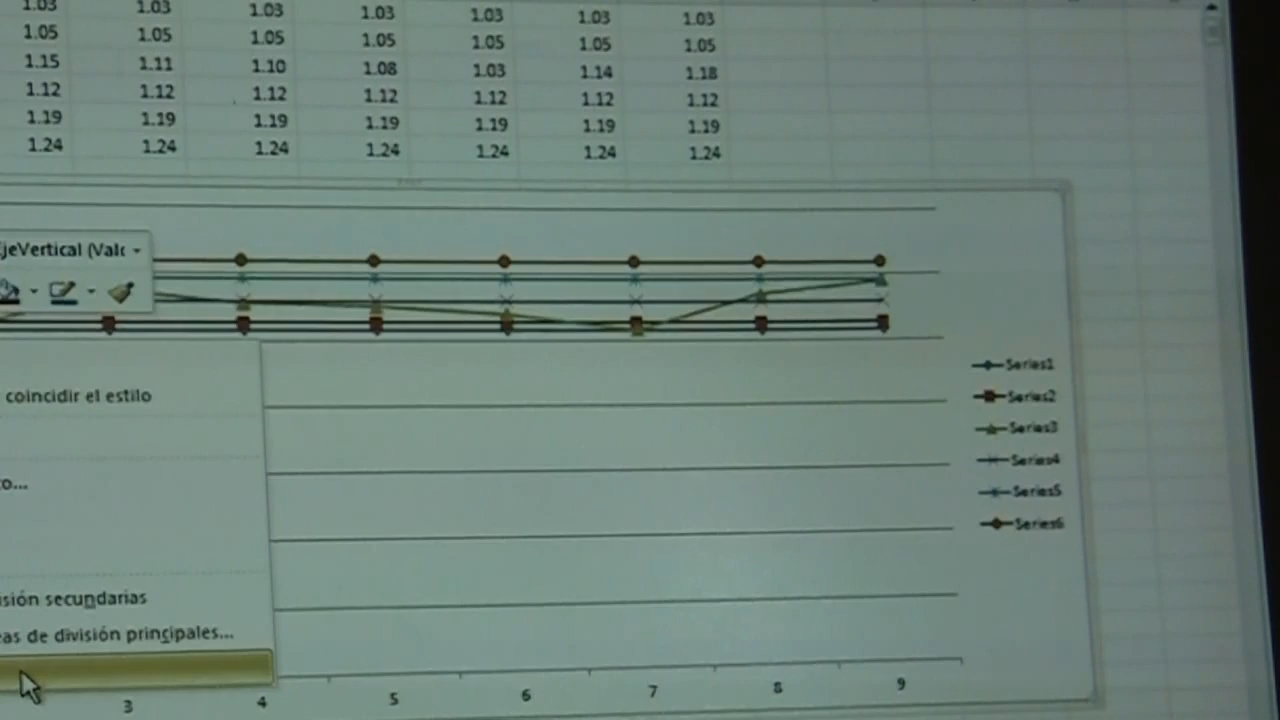 1.03 1.03 1.03 1.03 1.03 1.03 1.03
1.05 1.05 1.05 1.05 1.05 1.05 1.05
1.15 1.11 1.10 1.08 1.03 1.14 1.18
1.12 1.12 1.12 1.12 1.12 1.12 1.12
1.19 1.19 1.19 1.19 1.19 1.19 1.19
1.24 1.24 1.24 1.24 1.24 1.24 1.24
ejeVertical (Valc
coincidir el estilo
o...
isión secundarias
eas de división principales...
Series1
Series2
Series3
Series4
Series5
Series6
3 4 5 6 7 8 9